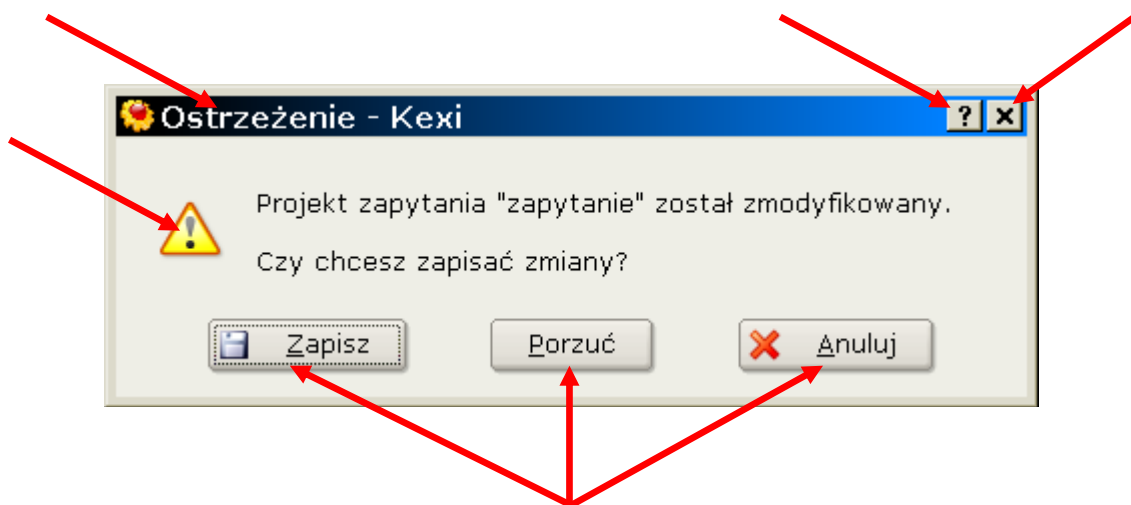 Ostrzeżenie - Kexi
?
Projekt zapytania "zapytanie" został zmodyfikowany.
Czy chcesz zapisać zmiany?
Zapisz Porzuć Anuluj